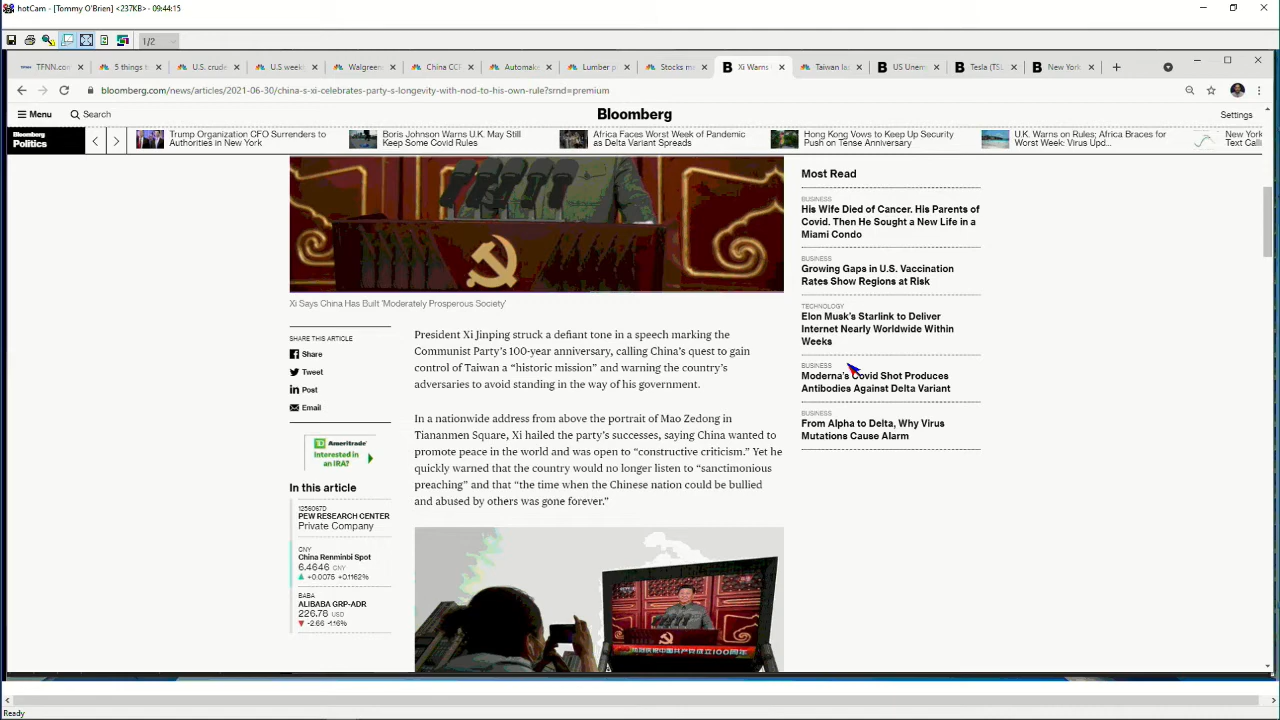 hotCam - [Tommy O'Brien] <237KB> - 09:44:15
1/2
TFNN.com
5 things t
U.S. crud
U.S weekl
Walgreen
China CCP
Automake
Lumber p
Stocks ma
Xi Warns
Taiwan la
US Unem
Tesla (TSL
New York
bloomberg.com/news/articles/2021-06-30/china-s-xi-celebrates-party-s-longevity-with-nod-to-his-own-rule?srnd=premium
Menu
Search
Bloomberg
Settings
Bloomberg
Politics
Trump Organization CFO Surrenders to
Authorities in New York
Boris Johnson Warns U.K. May Still
Keep Some Covid Rules
Africa Faces Worst Week of Pandemic
as Delta Variant Spreads
Hong Kong Vows to Keep Up Security
Push on Tense Anniversary
U.K. Warns on Rules; Africa Braces for
Worst Week: Virus Upd...
New York
Text Calli
Xi Says China Has Built 'Moderately Prosperous Society'
SHARE THIS ARTICLE
Share
Tweet
Post
Email
Ameritrade
Interested in
an IRA?
In this article
1256067D
PEW RESEARCH CENTER
Private Company
CNY
China Renminbi Spot
6.4646 CNY
+0.0075 +0.1162%
BABA
ALIBABA GRP-ADR
226.78 USD
-2.66 -1.16%
President Xi Jinping struck a defiant tone in a speech marking the
Communist Party's 100-year anniversary, calling China's quest to gain
control of Taiwan a “historic mission” and warning the country's
adversaries to avoid standing in the way of his government.
In a nationwide address from above the portrait of Mao Zedong in
Tiananmen Square, Xi hailed the party's successes, saying China wanted to
promote peace in the world and was open to “constructive criticism.” Yet he
quickly warned that the country would no longer listen to “sanctimonious
preaching” and that “the time when the Chinese nation could be bullied
and abused by others was gone forever.”
Most Read
BUSINESS
His Wife Died of Cancer. His Parents of
Covid. Then He Sought a New Life in a
Miami Condo
BUSINESS
Growing Gaps in U.S. Vaccination
Rates Show Regions at Risk
TECHNOLOGY
Elon Musk's Starlink to Deliver
Internet Nearly Worldwide Within
Weeks
BUSINESS
Moderna's Covid Shot Produces
Antibodies Against Delta Variant
BUSINESS
From Alpha to Delta, Why Virus
Mutations Cause Alarm
Ready